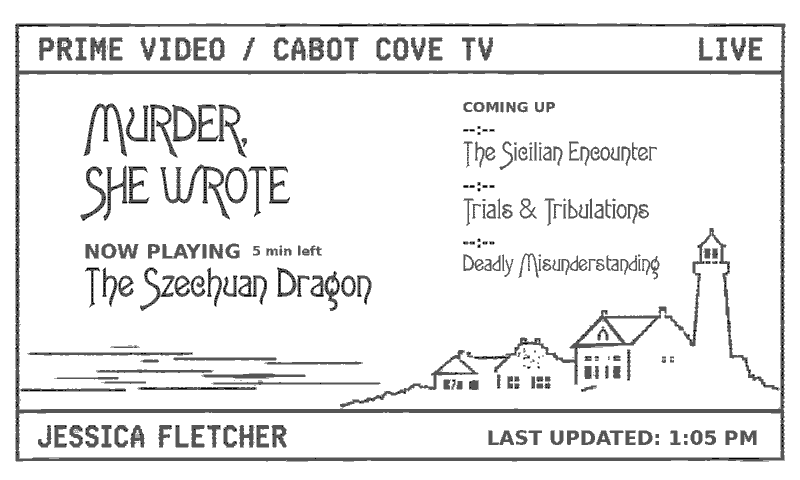 PRIME VIDEO / CABOT COVE TV
LIVE
MURDER,
SHE WROTE
NOW PLAYING 5 min left
The Szechuan Dragon
COMING UP
--:--
The Sicilian Encounter
--:--
Trials & Tribulations
--:--
Deadly Misunderstanding
JESSICA FLETCHER
LAST UPDATED: 1:05 PM